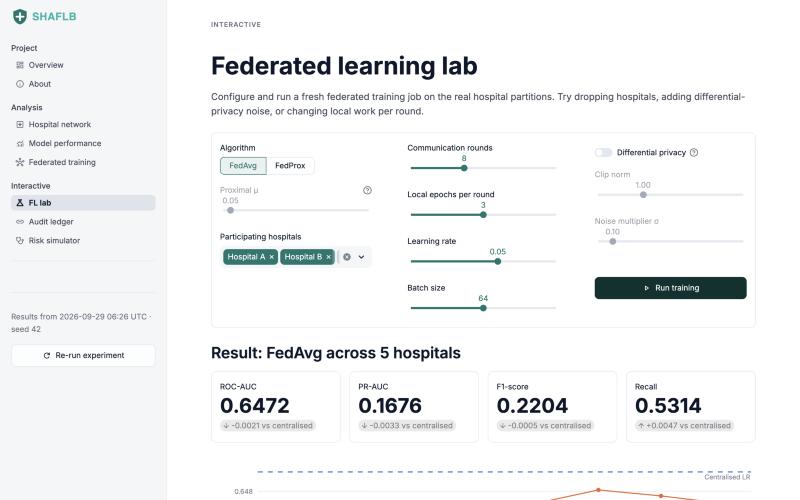 SHAFLB
Project
Overview
About
Analysis
Hospital network
Model performance
Federated training
Interactive
FL lab
Audit ledger
Risk simulator
Results from 2026-09-29 06:26 UTC ·
seed 42
Re-run experiment
INTERACTIVE
Federated learning lab
Configure and run a fresh federated training job on the real hospital partitions. Try dropping hospitals, adding differential-
privacy noise, or changing local work per round.
Algorithm
FedAvg FedProx
Proximal μ
0.05
Participating hospitals
Hospital A × Hospital B ×
Communication rounds
8
Local epochs per round
3
Learning rate
0.05
Batch size
64
Differential privacy
Clip norm
1.00
Noise multiplier σ
0.10
Run training
Result: FedAvg across 5 hospitals
ROC-AUC
0.6472
↓ -0.0021 vs centralised
PR-AUC
0.1676
↓ -0.0033 vs centralised
F1-score
0.2204
↓ -0.0005 vs centralised
Recall
0.5314
↑ +0.0047 vs centralised
Centralised LR
0.648